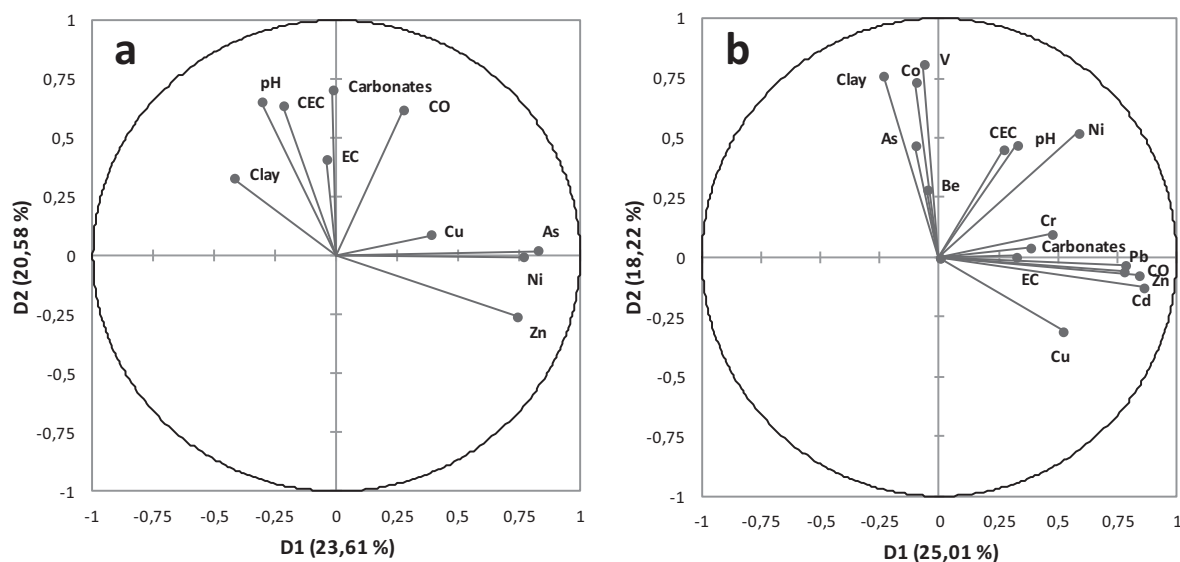 a
1
0,75
0,5
0,25
0
-0,25
-0,5
-0,75
-1
D2 (20,58 %)
pH
CEC
Carbonates
CO
EC
Clay
Cu
As
Ni
Zn
-1 -0,75 -0,5 -0,25 0 0,25 0,5 0,75 1
D1 (23,61 %)
b
1
0,75
0,5
0,25
0
-0,25
-0,5
-0,75
-1
D2 (18,22 %)
Clay
Co
V
As
Be
CEC
pH
Ni
Cr
Carbonates
Pb
CO
EC
Zn
Cd
Cu
-1 -0,75 -0,5 -0,25 0 0,25 0,5 0,75 1
D1 (25,01 %)